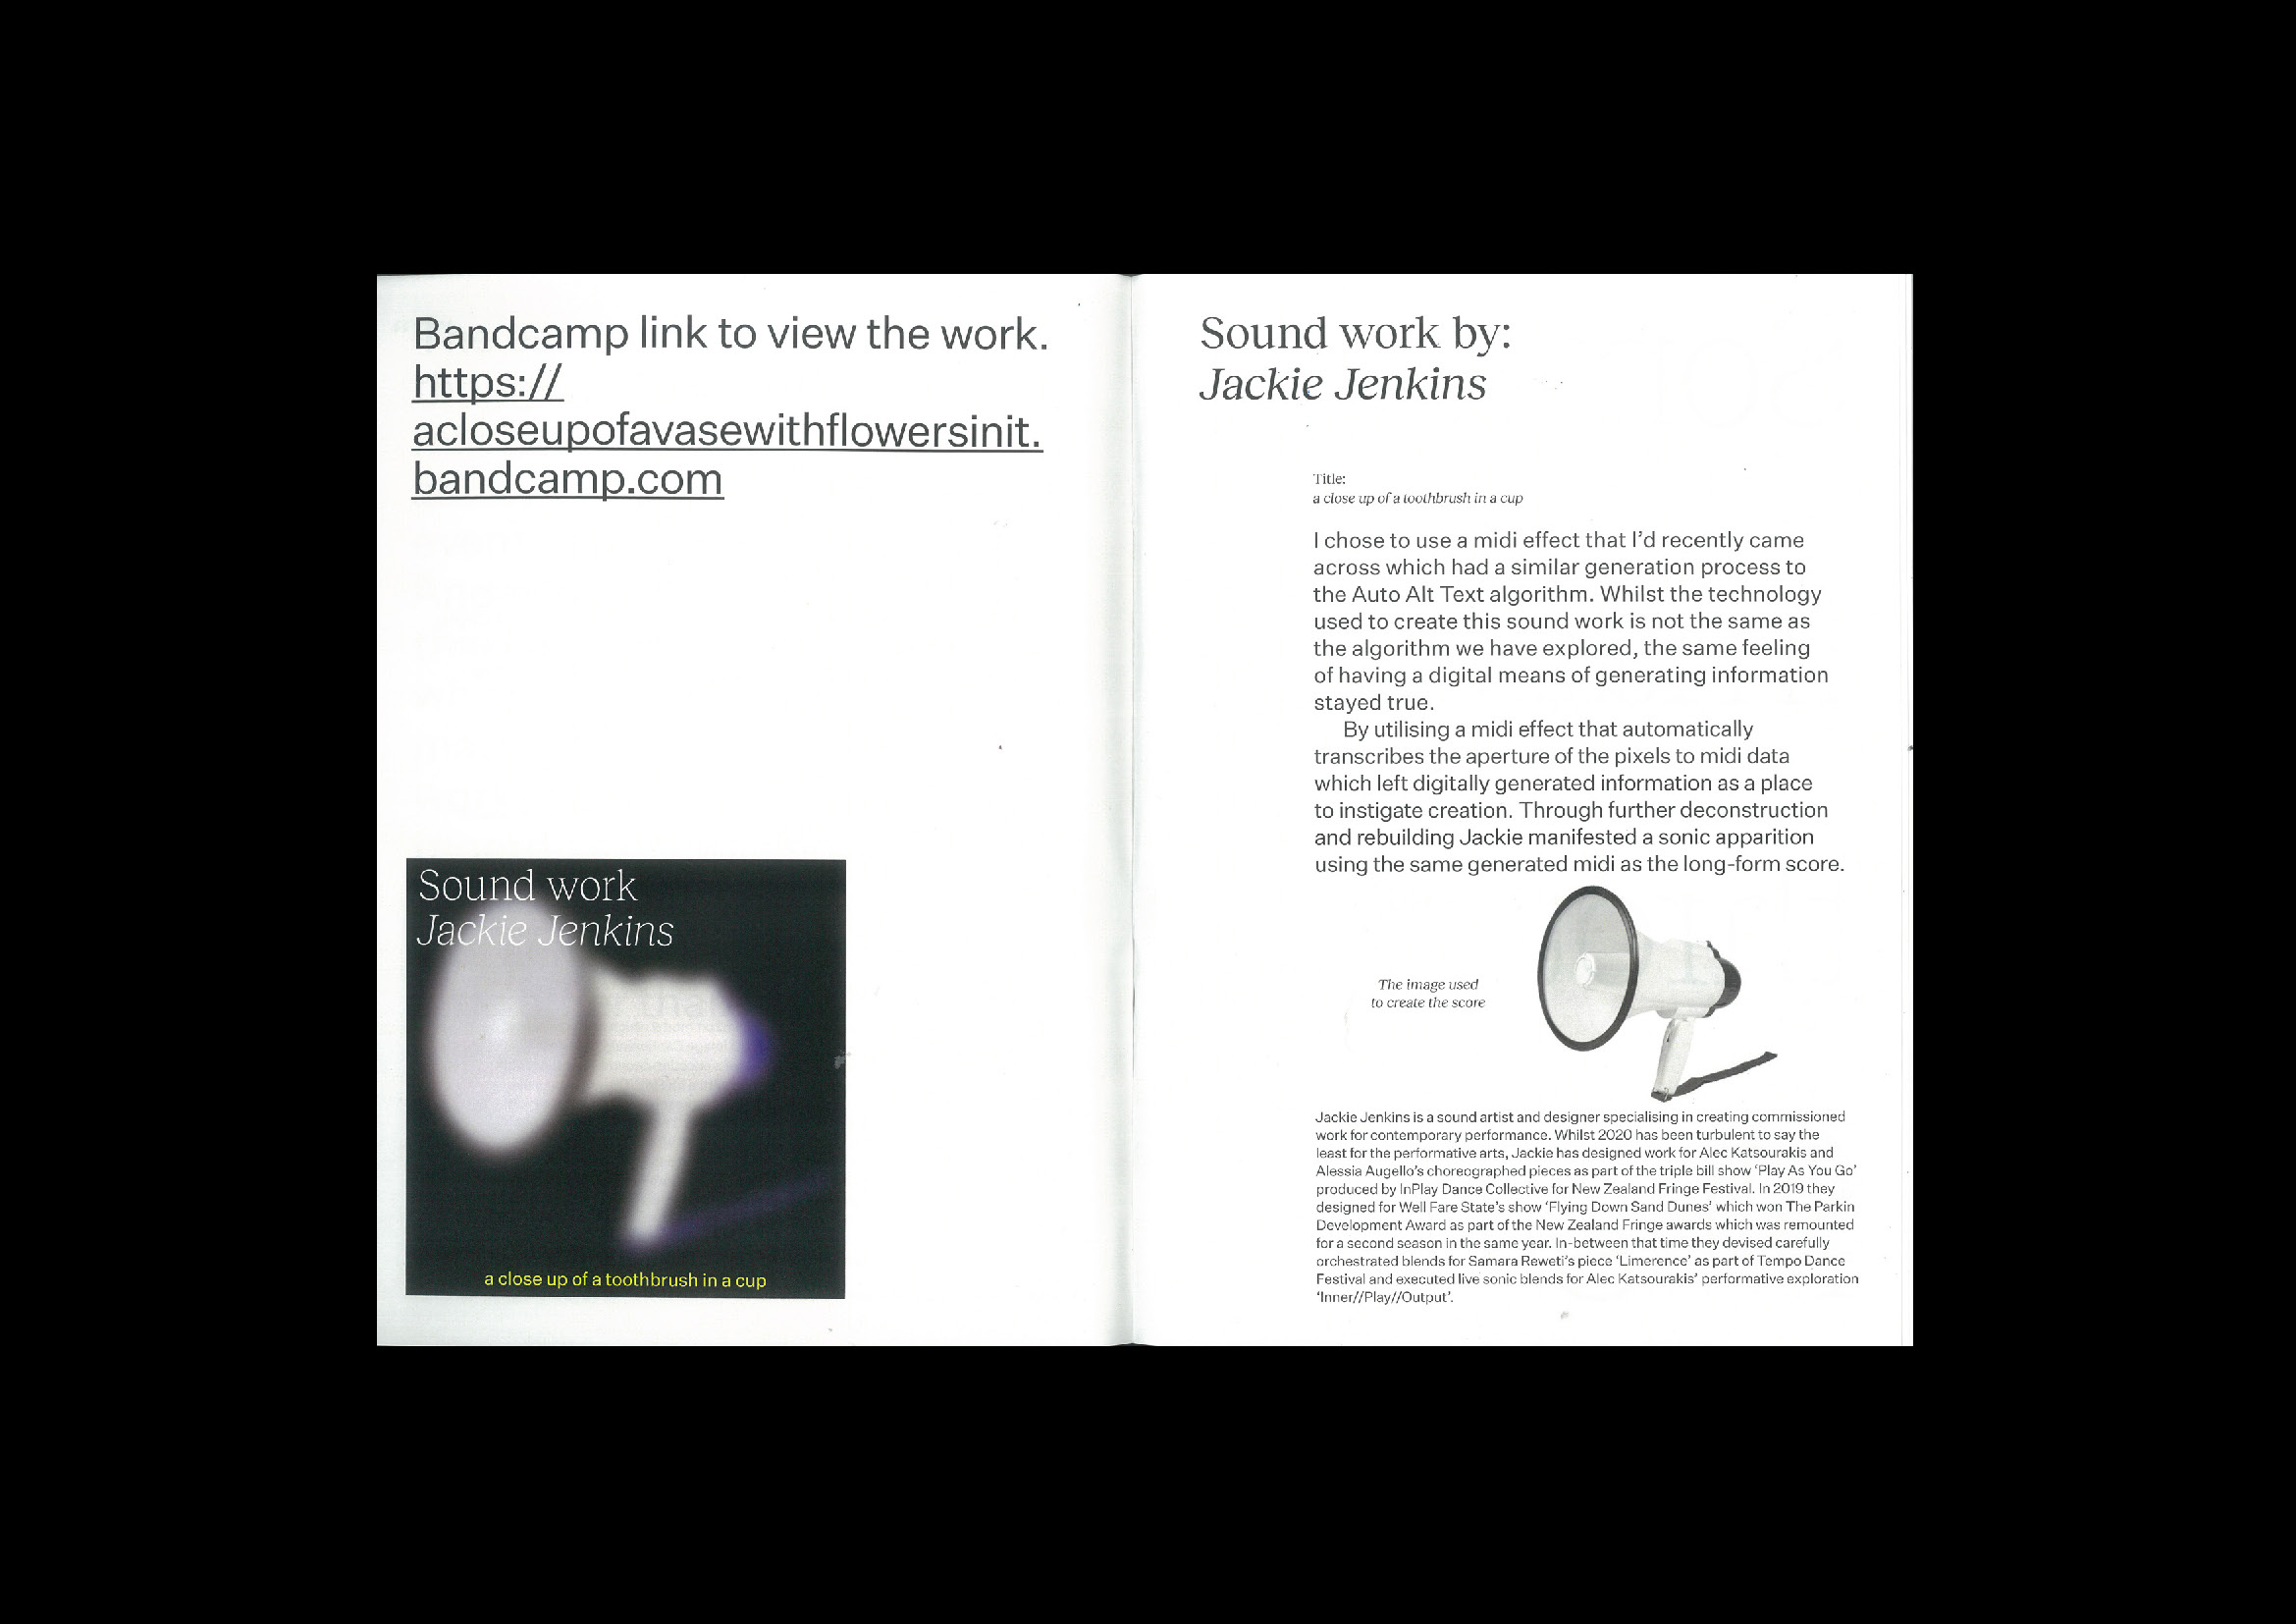 Bandcamp link to view the work.
https://
acloseupofavasewithflowersinit.
bandcamp.com
Sound work
Jackie Jenkins
a close up of a toothbrush in a cup
Sound work by:
Jackie Jenkins
Title:
a close up of a toothbrush in a cup
I chose to use a midi effect that I’d recently came
across which had a similar generation process to
the Auto Alt Text algorithm. Whilst the technology
used to create this sound work is not the same as
the algorithm we have explored, the same feeling
of having a digital means of generating information
stayed true.
By utilising a midi effect that automatically
transcribes the aperture of the pixels to midi data
which left digitally generated information as a place
to instigate creation. Through further deconstruction
and rebuilding Jackie manifested a sonic apparition
using the same generated midi as the long-form score.
The image used
to create the score
Jackie Jenkins is a sound artist and designer specialising in creating commissioned
work for contemporary performance. Whilst 2020 has been turbulent to say the
least for the performative arts, Jackie has designed work for Alec Katsourakis and
Alessia Augello’s choreographed pieces as part of the triple bill show ‘Play As You Go’
produced by InPlay Dance Collective for New Zealand Fringe Festival. In 2019 they
designed for Well Fare State’s show ‘Flying Down Sand Dunes’ which won The Parkin
Development Award as part of the New Zealand Fringe awards which was remounted
for a second season in the same year. In-between that time they devised carefully
orchestrated blends for Samara Reweti’s piece ‘Limerence’ as part of Tempo Dance
Festival and executed live sonic blends for Alec Katsourakis’ performative exploration
‘Inner//Play//Output’.